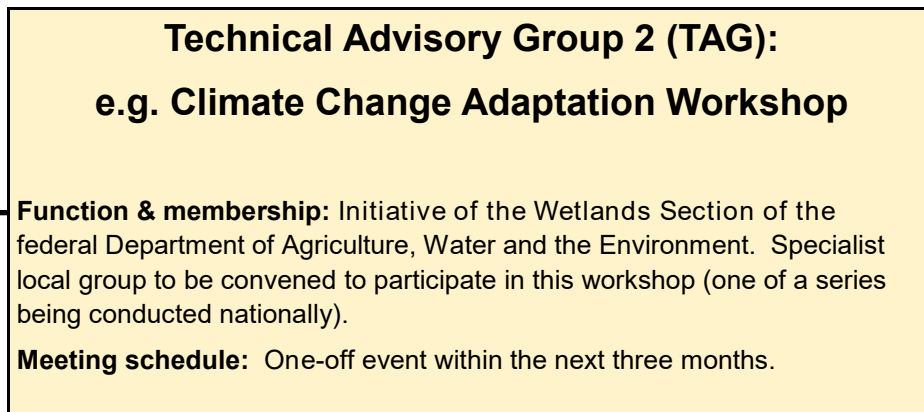 Technical Advisory Group 2 (TAG):
e.g. Climate Change Adaptation Workshop
Function & membership: Initiative of the Wetlands Section of the
federal Department of Agriculture, Water and the Environment. Specialist
local group to be convened to participate in this workshop (one of a series
being conducted nationally).
Meeting schedule: One-off event within the next three months.